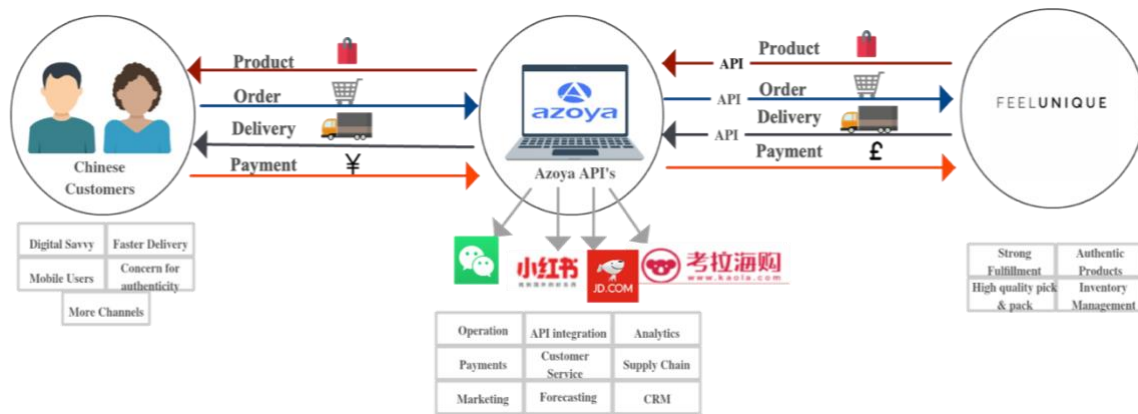 Product
Order
Delivery
Payment
¥
Chinese
Customers
azoya
Azoya API's
API
Product
API
Order
API
Delivery
Payment
£
FEELUNIQUE
小红书
JD.COM
考拉海购
www.kaola.com
Digital Savvy
Faster Delivery
Mobile Users
Concern for
authenticity
More Channels
Operation
API integration
Analytics
Payments
Customer
Service
Supply Chain
Marketing
Forecasting
CRM
Strong
Fulfillment
Authentic
Products
High quality pick
& pack
Inventory
Management